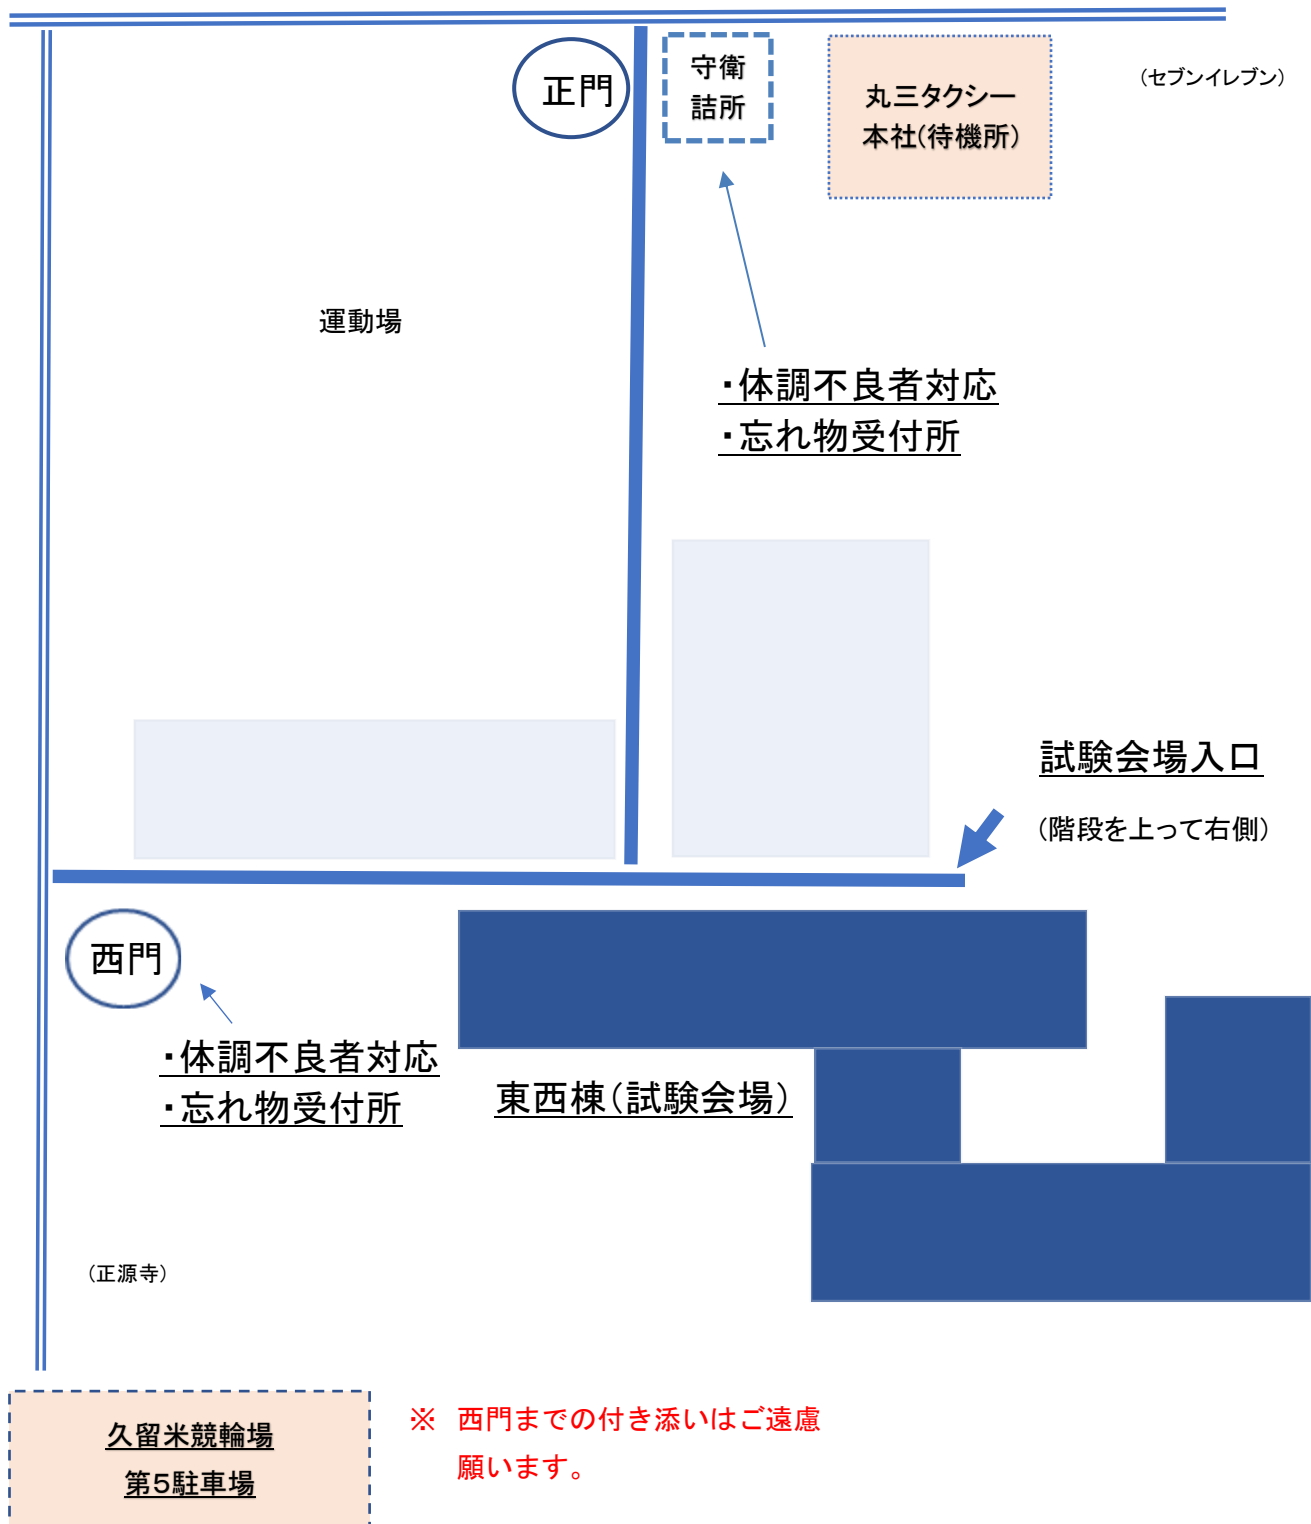 正門
守衛
詰所
丸三タクシー
本社(待機所)
(セブンイレブン)
運動場
・体調不良者対応
・忘れ物受付所
試験会場入口
(階段を上って右側)
西門
・体調不良者対応
・忘れ物受付所
東西棟(試験会場)
(正源寺)
久留米競輪場
第5駐車場
※ 西門までの付き添いはご遠慮
願います。